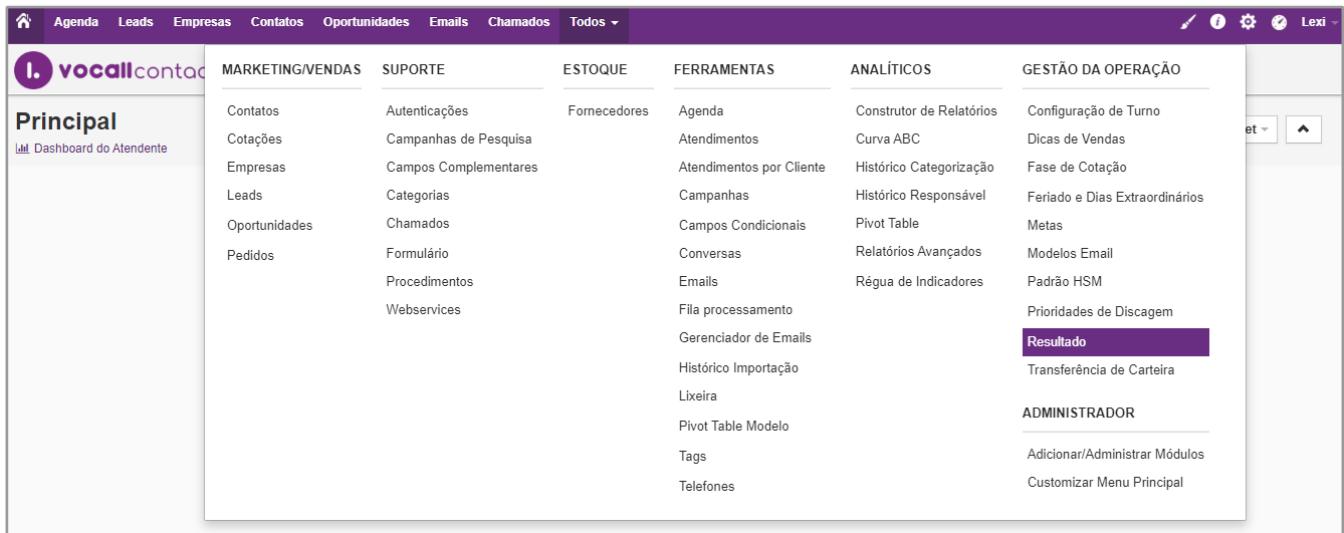 Agenda Leads Empresas Contatos Oportunidades Emails Chamados Todos Lexi
vocallcontac
Principal
Dashboard do Atendente
et
MARKETING/VENDAS
Contatos
Cotações
Empresas
Leads
Oportunidades
Pedidos
SUPORTE
Autenticações
Campanhas de Pesquisa
Campos Complementares
Categorias
Chamados
Formulário
Procedimentos
Webservices
ESTOQUE
Fornecedores
FERRAMENTAS
Agenda
Atendimentos
Atendimentos por Cliente
Campanhas
Campos Condicionais
Conversas
Emails
Fila processamento
Gerenciador de Emails
Histórico Importação
Lixeira
Pivot Table Modelo
Tags
Telefones
ANALÍTICOS
Construtor de Relatórios
Curva ABC
Histórico Categorização
Histórico Responsável
Pivot Table
Relatórios Avançados
Régua de Indicadores
GESTÃO DA OPERAÇÃO
Configuração de Turno
Dicas de Vendas
Fase de Cotação
Feriado e Dias Extraordinários
Metas
Modelos Email
Padrão HSM
Prioridades de Discagem
Resultado
Transferência de Carteira
ADMINISTRADOR
Adicionar/Administrar Módulos
Customizar Menu Principal